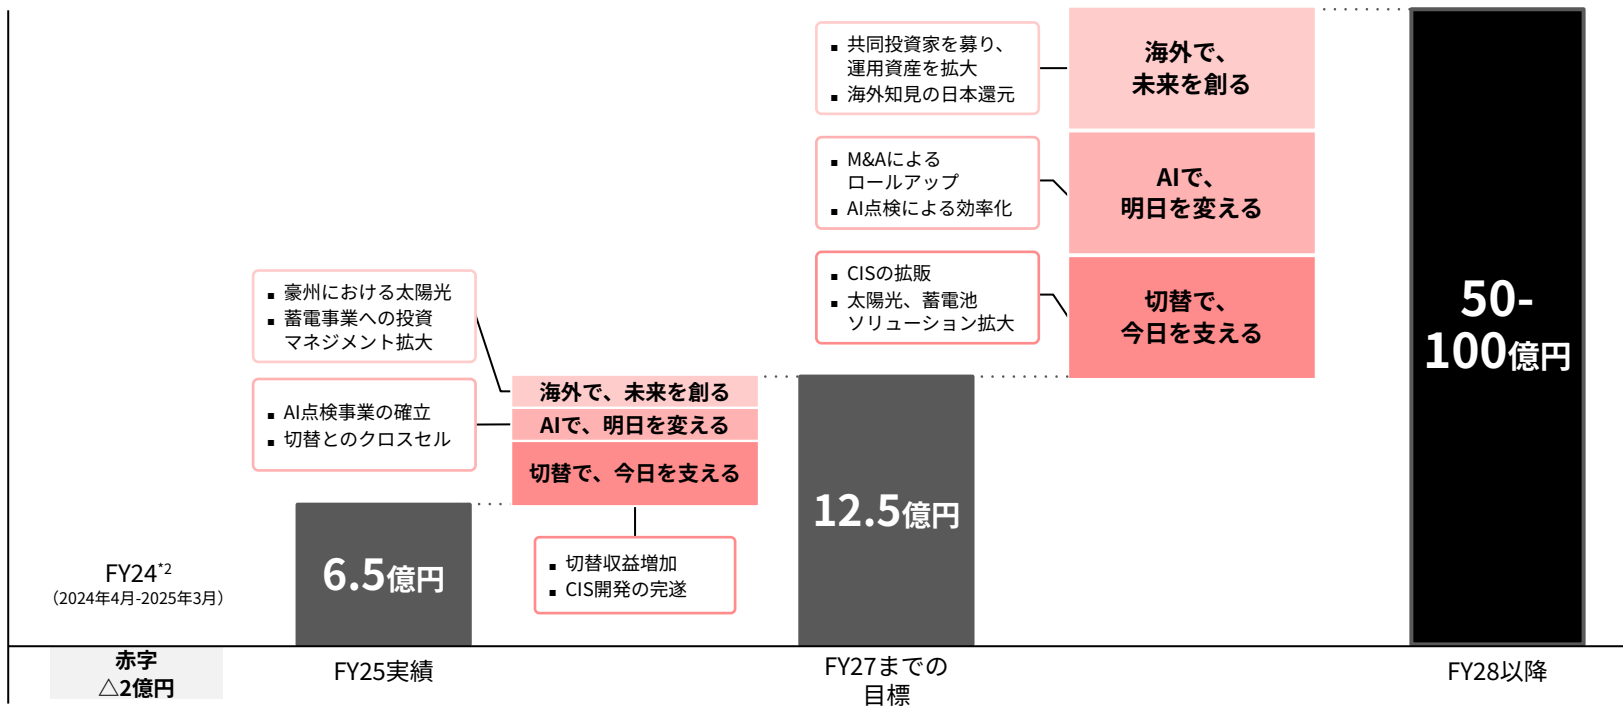 FY24*2
（2024年4月-2025年3月）
赤字
△2億円
6.5億円
FY25実績
▪ 豪州における太陽光
▪ 蓄電事業への投資
マネジメント拡大
▪ AI点検事業の確立
▪ 切替とのクロスセル
海外で、未来を創る
AIで、明日を変える
切替で、今日を支える
▪ 切替収益増加
▪ CIS開発の完遂
12.5億円
FY27までの
目標
▪ 共同投資家を募り、
運用資産を拡大
▪ 海外知見の日本還元
▪ M&Aによる
ロールアップ
▪ AI点検による効率化
▪ CISの拡販
▪ 太陽光、蓄電池
ソリューション拡大
海外で、
未来を創る
AIで、
明日を変える
切替で、
今日を支える
50-
100億円
FY28以降